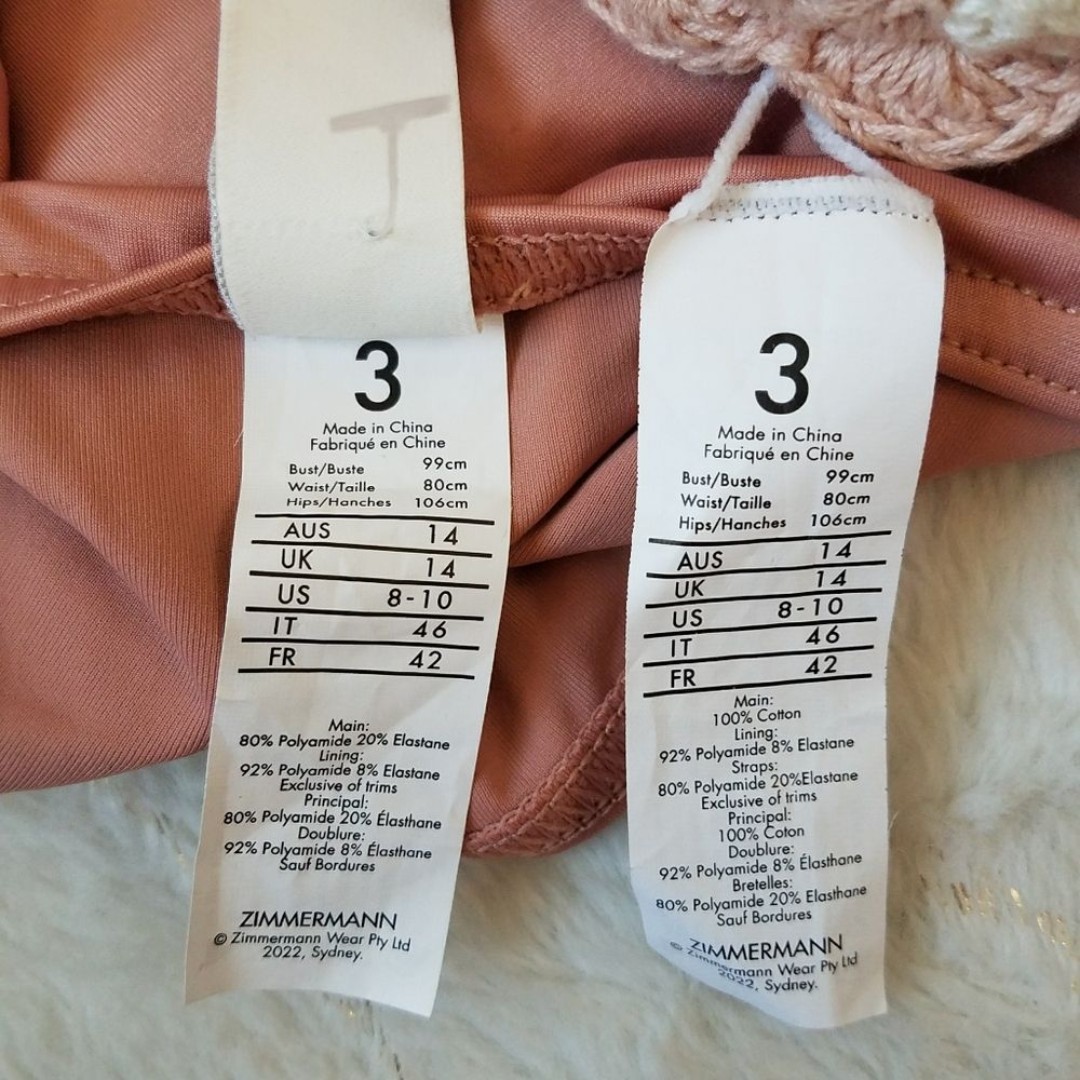 J
3
Made in China
Fabriqué en Chine
Bust/Buste 99cm
Waist/Taille 80cm
Hips/Hanches 106cm
AUS 14
UK 14
US 8-10
IT 46
FR 42
Main:
80% Polyamide 20% Elastane
Lining:
92% Polyamide 8% Elastane
Exclusive of trims
Principal:
80% Polyamide 20% Élasthane
Doublure:
92% Polyamide 8% Élasthane
Sauf Bordures
ZIMMERMANN
© Zimmermann Wear Pty Ltd
2022, Sydney.
3
Made in China
Fabriqué en Chine
Bust/Buste 99cm
Waist/Taille 80cm
Hips/Hanches 106cm
AUS 14
UK 14
US 8-10
IT 46
FR 42
Main:
100% Cotton
Lining:
92% Polyamide 8% Elastane
Straps:
80% Polyamide 20%Elastane
Exclusive of trims
Principal:
100% Coton
Doublure:
92% Polyamide 8% Élasthane
Bretelles:
80% Polyamide 20% Élasthane
Sauf Bordures
ZIMMERMANN
© Zimmermann Wear Pty Ltd
2022, Sydney.